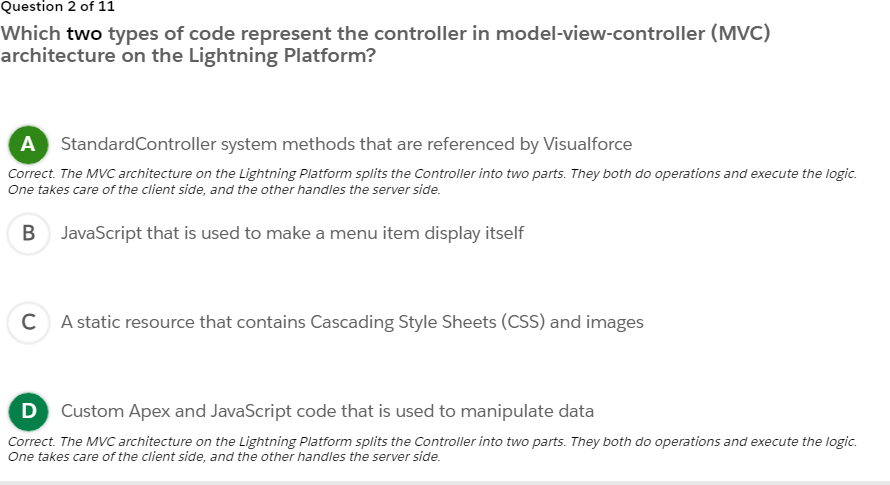 Question 2 of 11
Which two types of code represent the controller in model-view-controller (MVC)
architecture on the Lightning Platform?
A StandardController system methods that are referenced by Visualforce
Correct. The MVC architecture on the Lightning Platform splits the Controller into two parts. They both do operations and execute the logic.
One takes care of the client side, and the other handles the server side.
B JavaScript that is used to make a menu item display itself
C A static resource that contains Cascading Style Sheets (CSS) and images
D Custom Apex and JavaScript code that is used to manipulate data
Correct. The MVC architecture on the Lightning Platform splits the Controller into two parts. They both do operations and execute the logic.
One takes care of the client side, and the other handles the server side.